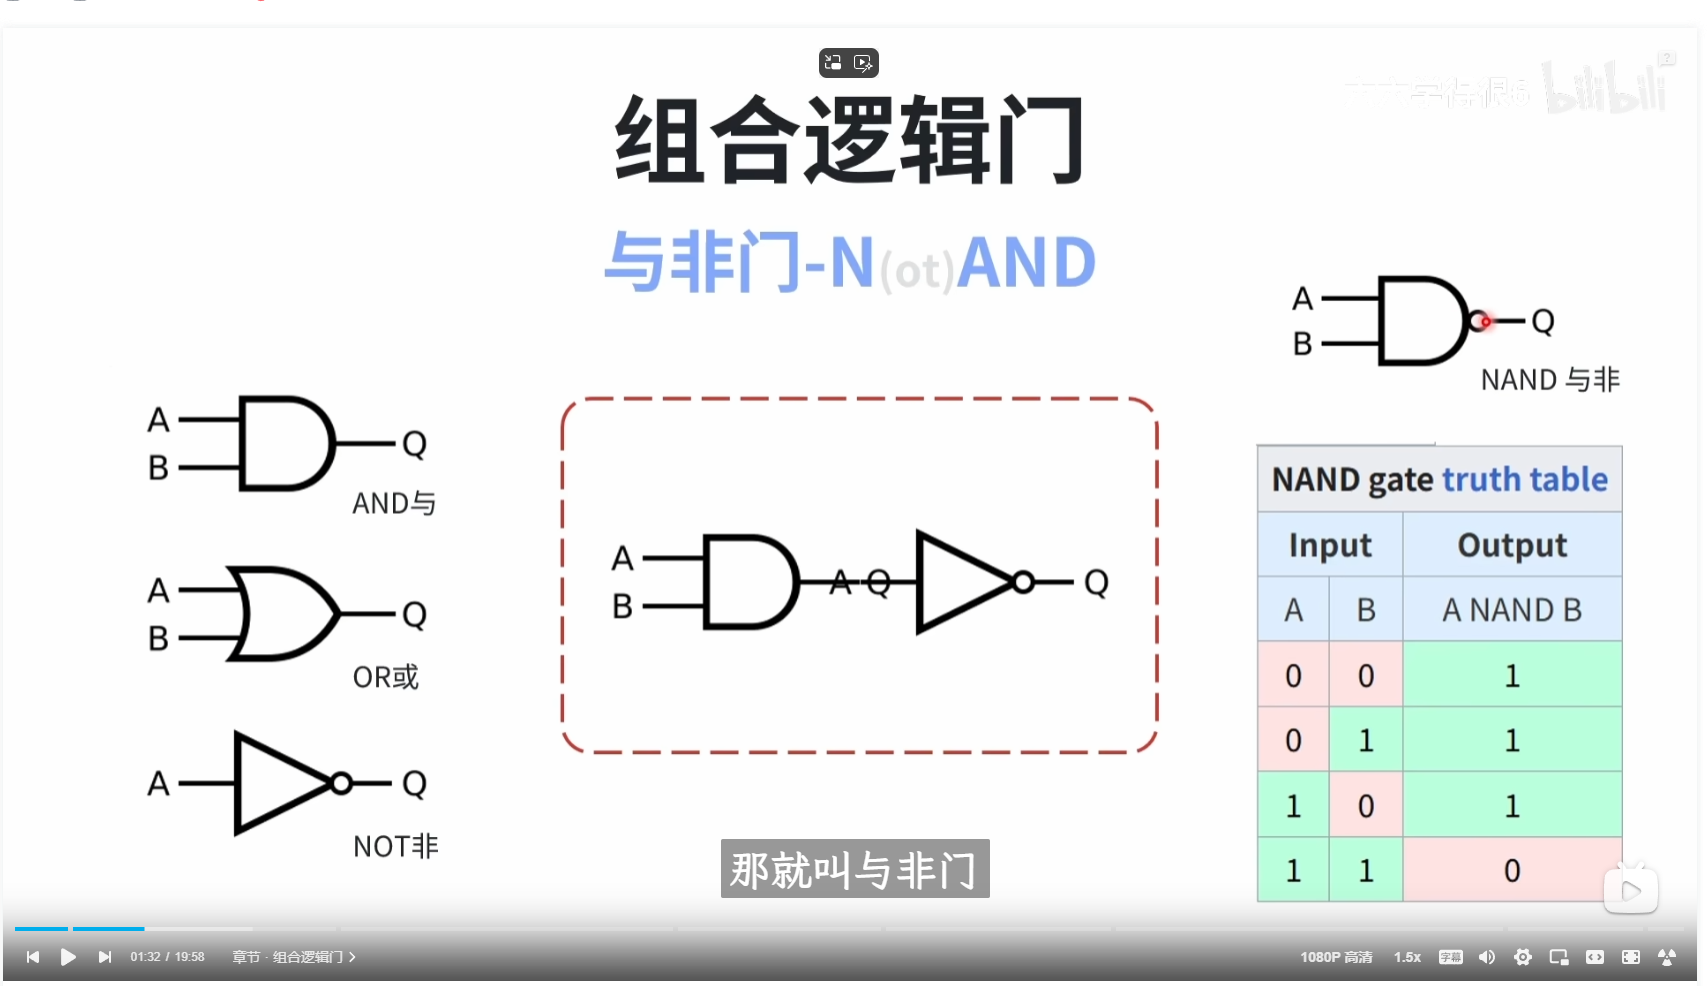 bilibili
组合逻辑门
与非门-N(ot)AND
A
B
Q
NAND 与非
A
B
Q
AND与
A
B
Q
OR或
A
Q
NOT非
A
B
A Q
Q
NAND gate truth table
Input Output
A B A NAND B
0 0 1
0 1 1
1 0 1
1 1 0
那就叫与非门
01:32 / 19:58
章节 · 组合逻辑门
1080P 高清
1.5x
字幕